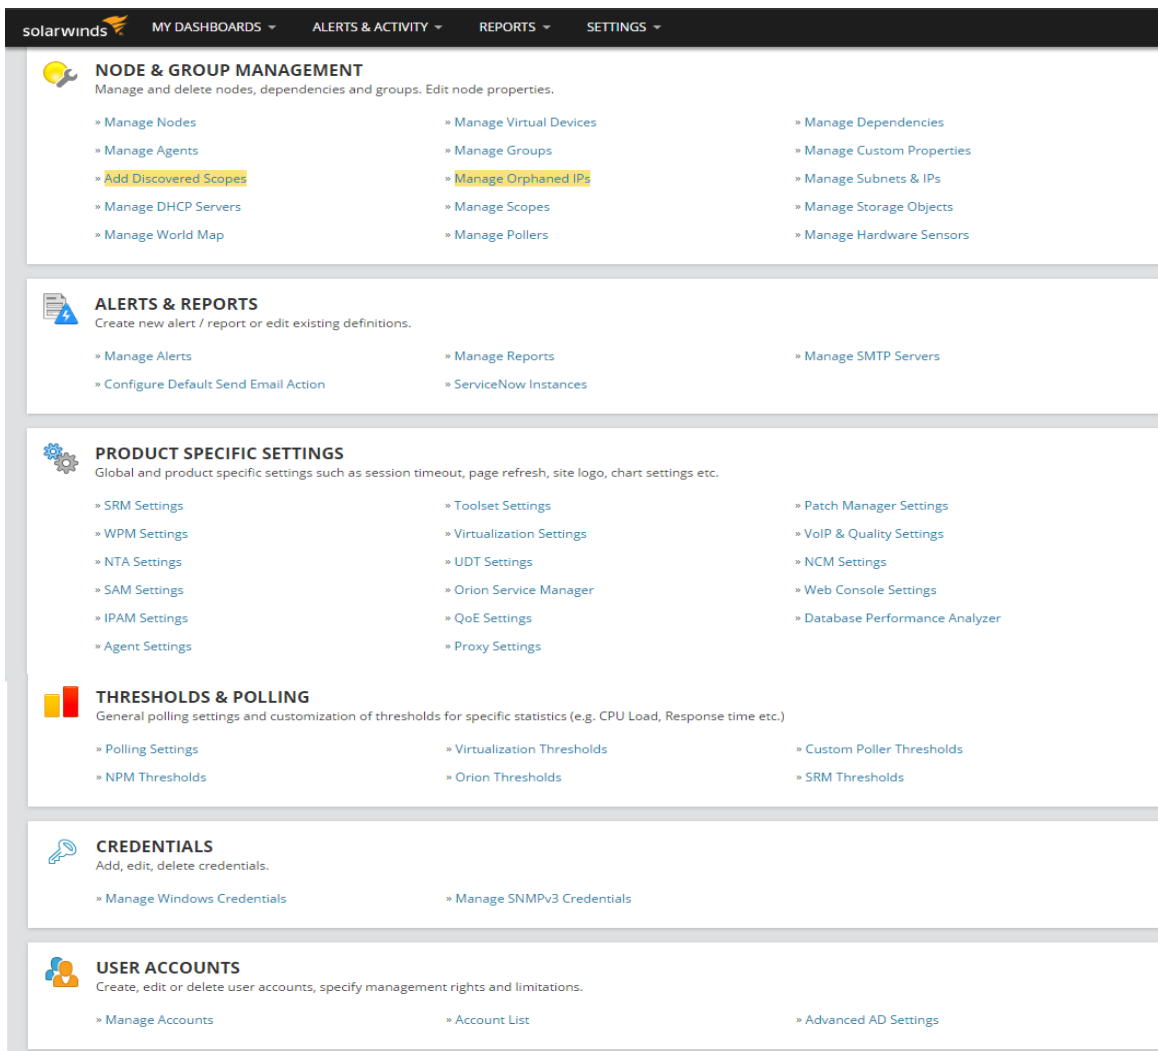 solarwinds MY DASHBOARDS ALERTS & ACTIVITY REPORTS SETTINGS
NODE & GROUP MANAGEMENT
Manage and delete nodes, dependencies and groups. Edit node properties.
» Manage Nodes » Manage Virtual Devices » Manage Dependencies
» Manage Agents » Manage Groups » Manage Custom Properties
» Add Discovered Scopes » Manage Orphaned IPs » Manage Subnets & IPs
» Manage DHCP Servers » Manage Scopes » Manage Storage Objects
» Manage World Map » Manage Pollers » Manage Hardware Sensors
ALERTS & REPORTS
Create new alert / report or edit existing definitions.
» Manage Alerts » Manage Reports » Manage SMTP Servers
» Configure Default Send Email Action » ServiceNow Instances
PRODUCT SPECIFIC SETTINGS
Global and product specific settings such as session timeout, page refresh, site logo, chart settings etc.
» SRM Settings » Toolset Settings » Patch Manager Settings
» WPM Settings » Virtualization Settings » VoIP & Quality Settings
» NTA Settings » UDT Settings » NCM Settings
» SAM Settings » Orion Service Manager » Web Console Settings
» IPAM Settings » QoE Settings » Database Performance Analyzer
» Agent Settings » Proxy Settings
THRESHOLDS & POLLING
General polling settings and customization of thresholds for specific statistics (e.g. CPU Load, Response time etc.)
» Polling Settings » Virtualization Thresholds » Custom Poller Thresholds
» NPM Thresholds » Orion Thresholds » SRM Thresholds
CREDENTIALS
Add, edit, delete credentials.
» Manage Windows Credentials » Manage SNMPv3 Credentials
USER ACCOUNTS
Create, edit or delete user accounts, specify management rights and limitations.
» Manage Accounts » Account List » Advanced AD Settings